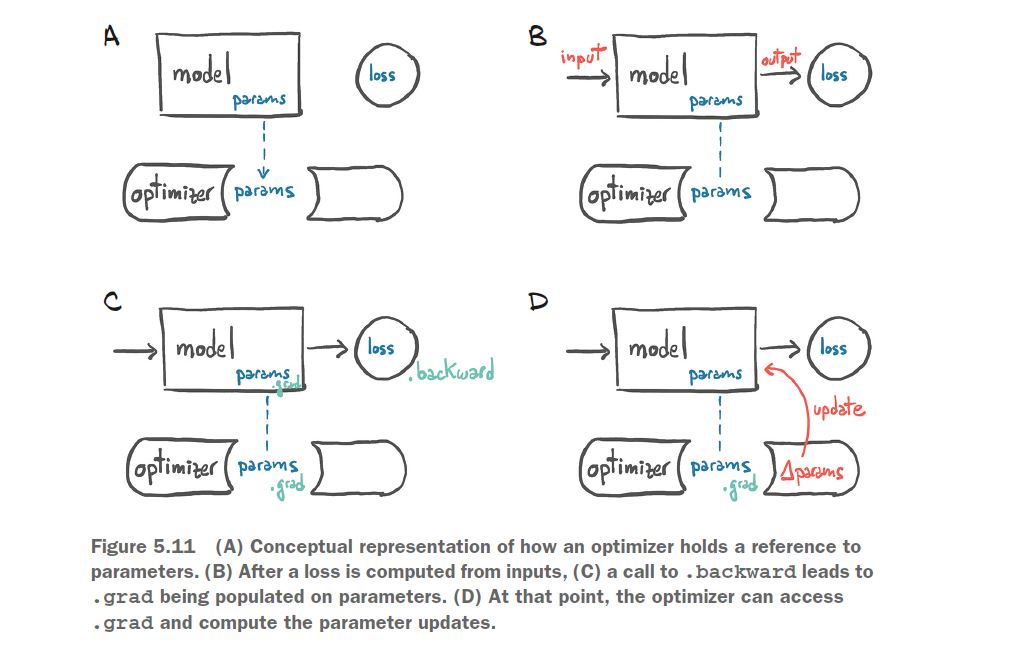 A
model
params
loss
optimizer params
B
input
model
params
output
loss
optimizer params
C
model
params
.grad
loss
.backward
optimizer params
.grad
D
model
params
loss
update
optimizer params
.grad
Δparams
Figure 5.11 (A) Conceptual representation of how an optimizer holds a reference to
parameters. (B) After a loss is computed from inputs, (C) a call to .backward leads to
.grad being populated on parameters. (D) At that point, the optimizer can access
.grad and compute the parameter updates.